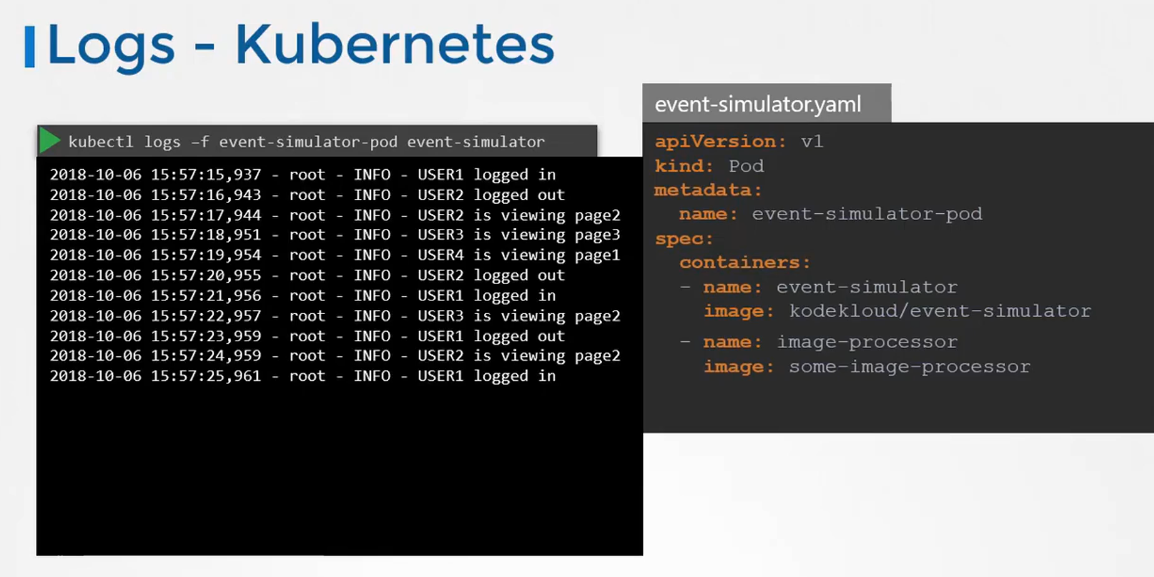 Logs - Kubernetes
kubectl logs –f event-simulator-pod event-simulator
2018-10-06 15:57:15,937 - root - INFO - USER1 logged in
2018-10-06 15:57:16,943 - root - INFO - USER2 logged out
2018-10-06 15:57:17,944 - root - INFO - USER2 is viewing page2
2018-10-06 15:57:18,951 - root - INFO - USER3 is viewing page3
2018-10-06 15:57:19,954 - root - INFO - USER4 is viewing page1
2018-10-06 15:57:20,955 - root - INFO - USER2 logged out
2018-10-06 15:57:21,956 - root - INFO - USER1 logged in
2018-10-06 15:57:22,957 - root - INFO - USER3 is viewing page2
2018-10-06 15:57:23,959 - root - INFO - USER1 logged out
2018-10-06 15:57:24,959 - root - INFO - USER2 is viewing page2
2018-10-06 15:57:25,961 - root - INFO - USER1 logged in
event-simulator.yaml
apiVersion: v1
kind: Pod
metadata:
  name: event-simulator-pod
spec:
  containers:
  - name: event-simulator
    image: kodekloud/event-simulator
  - name: image-processor
    image: some-image-processor